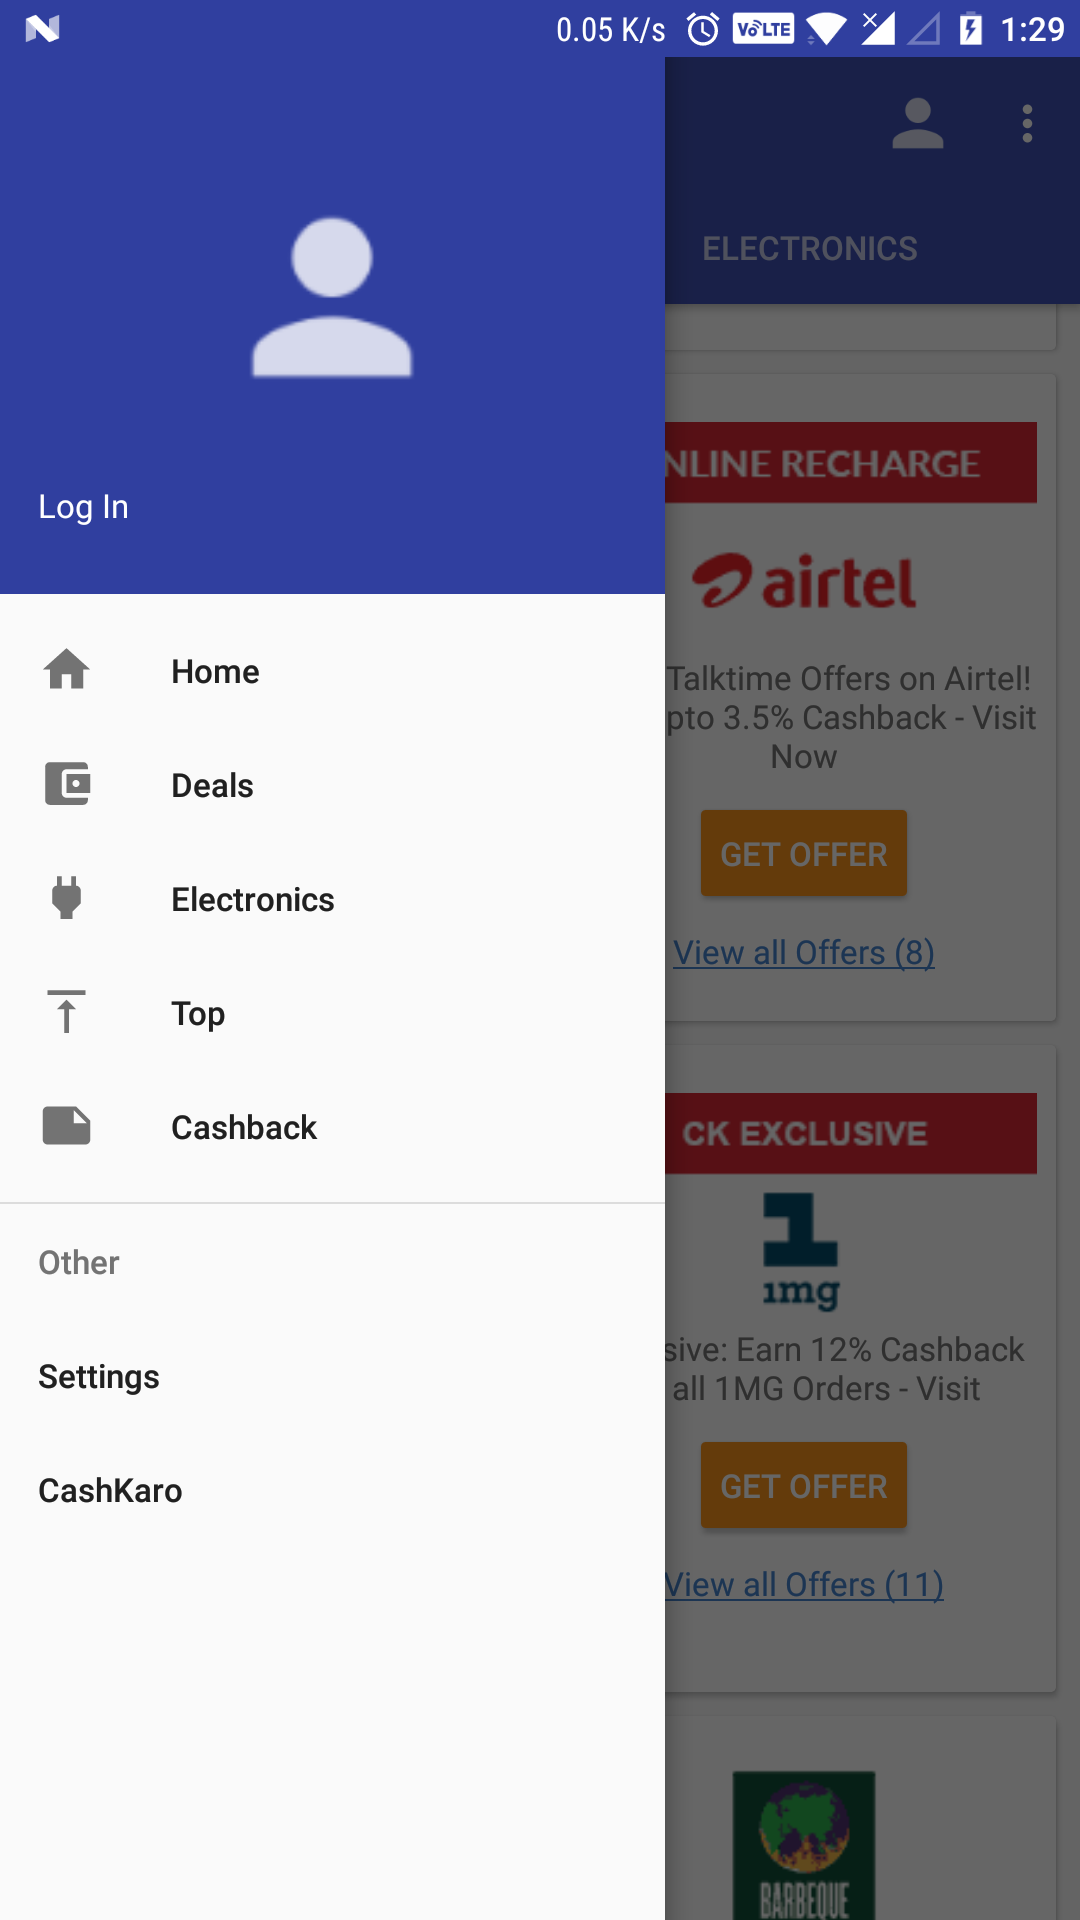 0.05 K/s VoLTE 1:29
ELECTRONICS
Log In
Home
Deals
Electronics
Top
Cashback
Other
Settings
CashKaro
NLINE RECHARGE
airtel
Talktime Offers on Airtel!
pto 3.5% Cashback - Visit
Now
GET OFFER
View all Offers (8)
CK EXCLUSIVE
1mg
sive: Earn 12% Cashback
all 1MG Orders - Visit
GET OFFER
View all Offers (11)
BARBEQUE